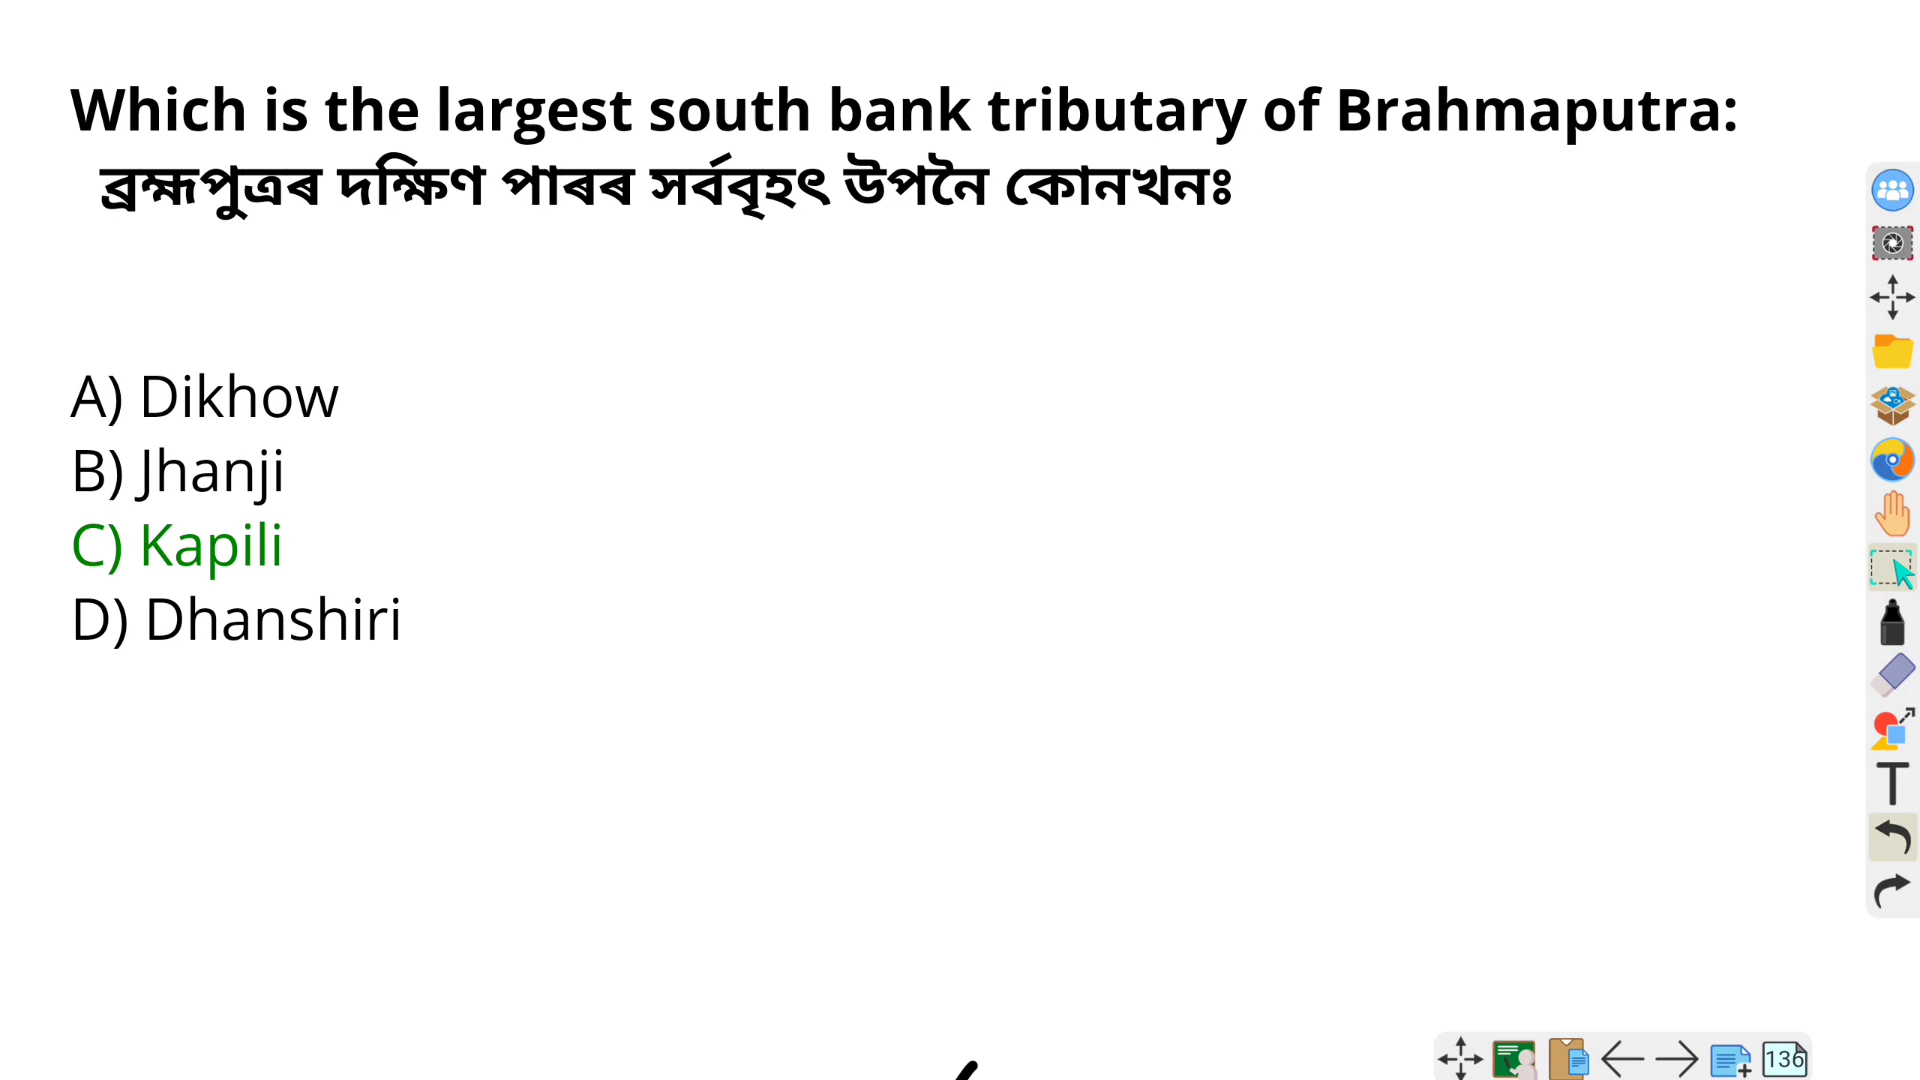 Which is the largest south bank tributary of Brahmaputra:
ব্ৰহ্মপুত্ৰৰ দক্ষিণ পাৰৰ সৰ্ববৃহৎ উপনৈ কোনখনঃ
A) Dikhow
B) Jhanji
C) Kapili
D) Dhanshiri
T
136